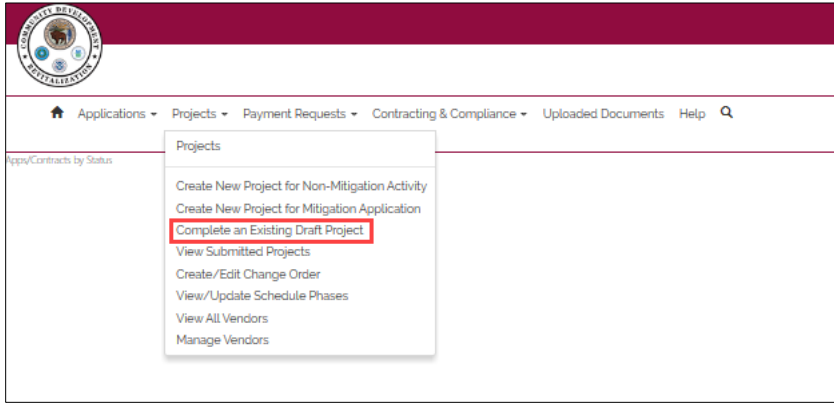 COMMUNITY DEVELOPMENT
REVITALIZATION
Applications Projects Payment Requests Contracting & Compliance Uploaded Documents Help
Projects
Apps/Contracts by Status
Create New Project for Non-Mitigation Activity
Create New Project for Mitigation Application
Complete an Existing Draft Project
View Submitted Projects
Create/Edit Change Order
View/Update Schedule Phases
View All Vendors
Manage Vendors